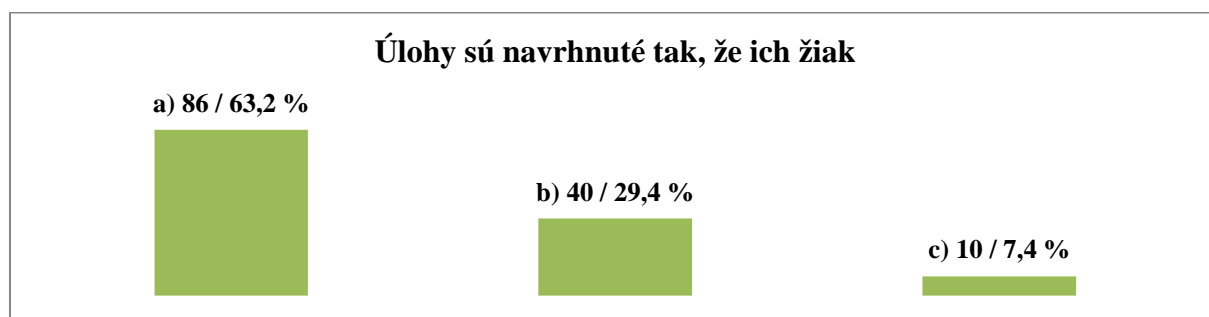 Úlohy sú navrhnuté tak, že ich žiak
a) 86 / 63,2 %
b) 40 / 29,4 %
c) 10 / 7,4 %